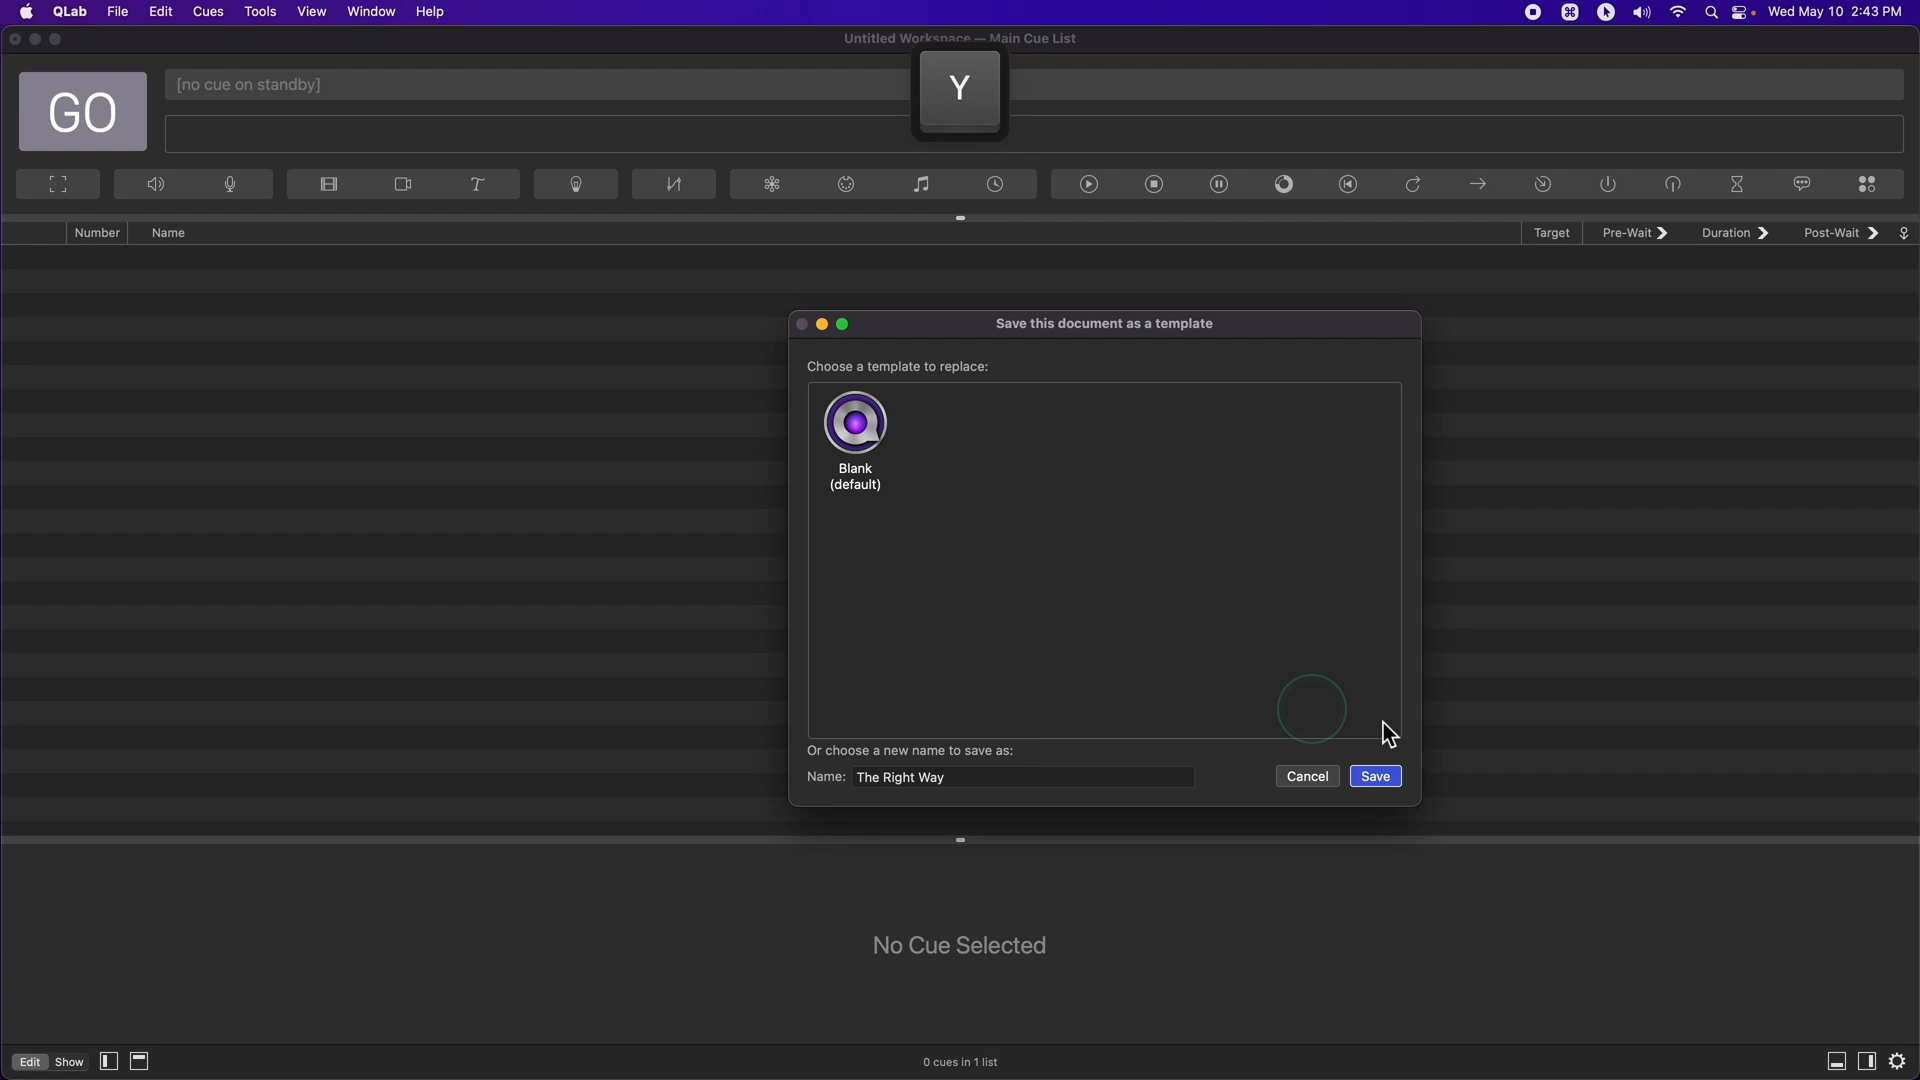 QLab File Edit Cues Tools View Window Help Wed May 10 2:43 PM
Untitled Workspace — Main Cue List
Y
GO
[no cue on standby]
Number Name Target Pre-Wait Duration Post-Wait
Save this document as a template
Choose a template to replace:
Blank
(default)
Or choose a new name to save as:
Name: The Right Way Cancel Save
No Cue Selected
Edit Show 0 cues in 1 list